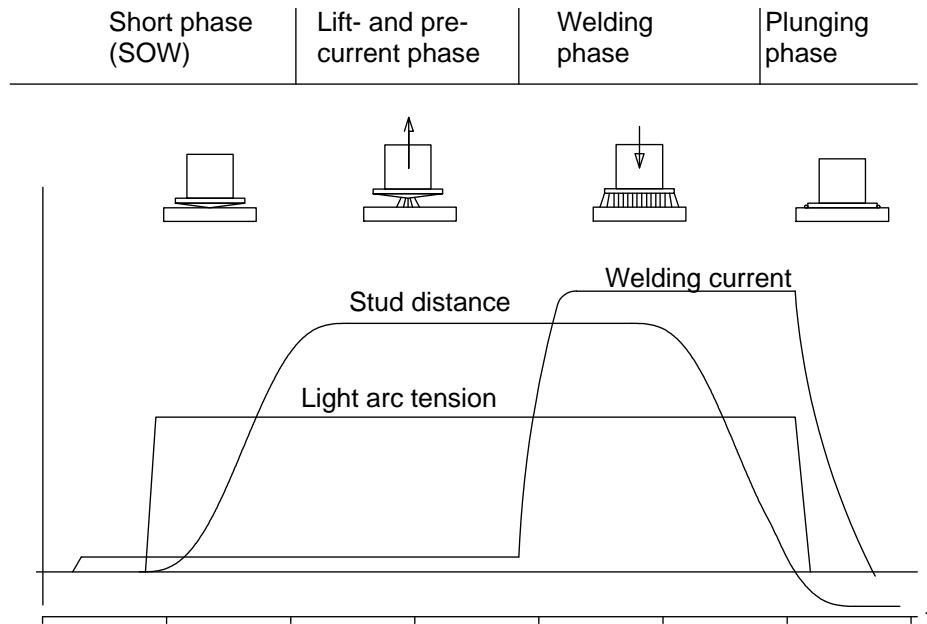 Short phase
(SOW)
Lift- and pre-
current phase
Welding
phase
Plunging
phase
Welding current
Stud distance
Light arc tension